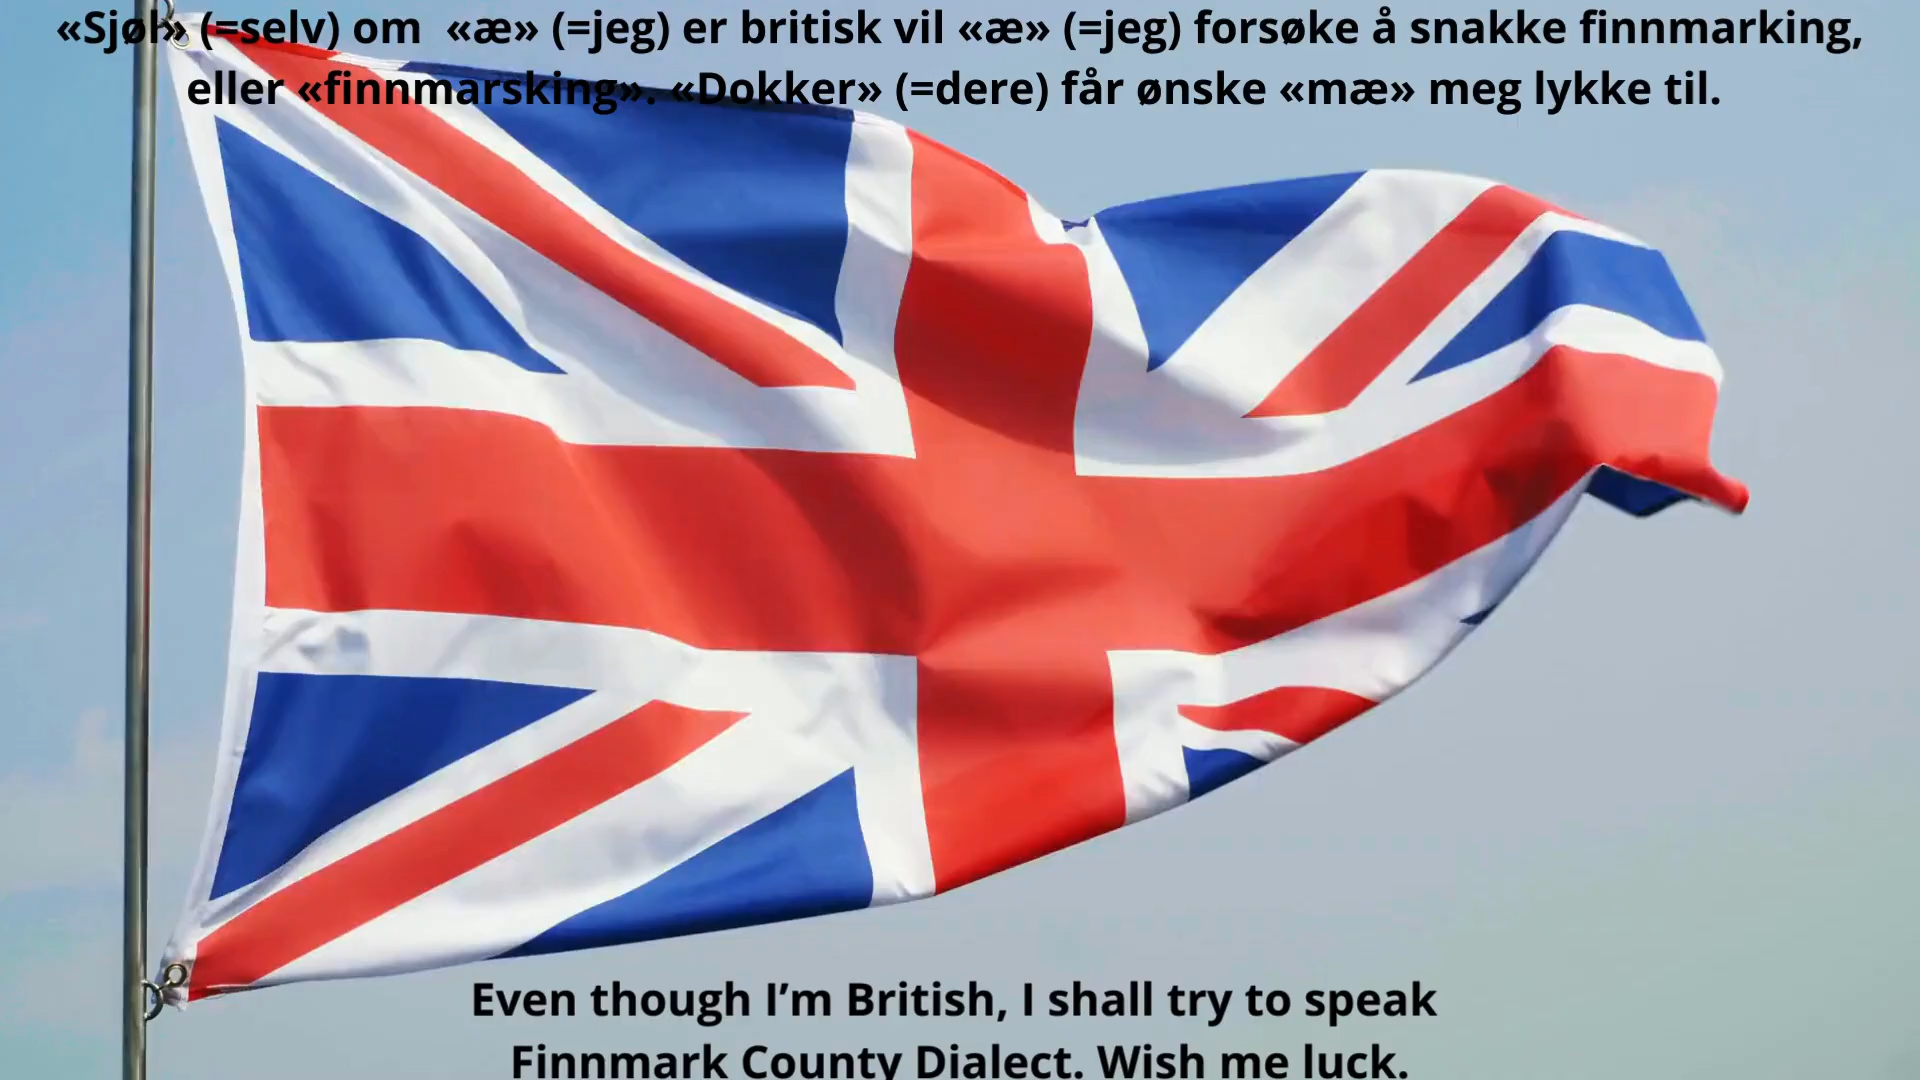 «Sjøl» (=selv) om «æ» (=jeg) er britisk vil «æ» (=jeg) forsøke å snakke finnmarking,
eller «finnmarsking». «Dokker» (=dere) får ønske «mæ» meg lykke til.
Even though I’m British, I shall try to speak
Finnmark County Dialect. Wish me luck.